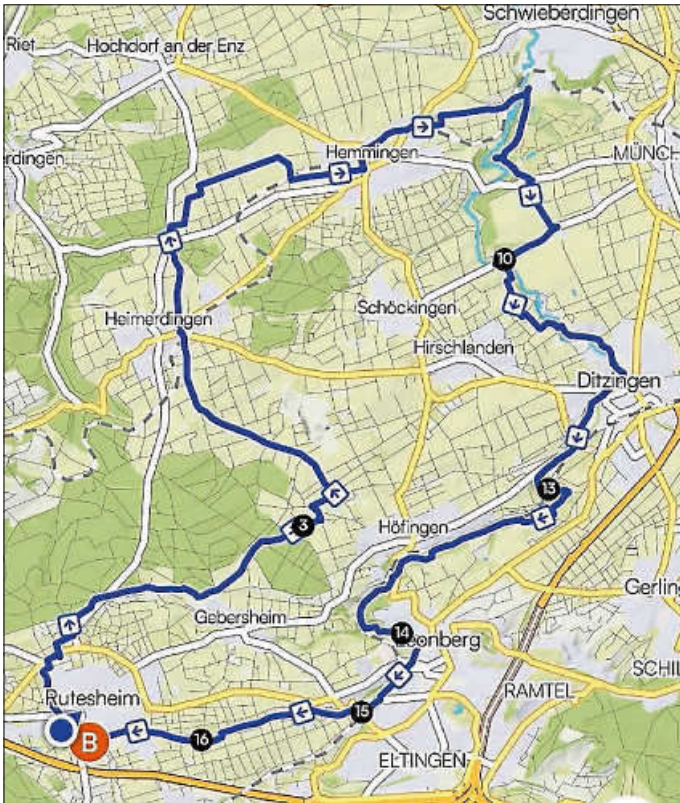 Schwieberdingen
Riet
Hochdorf an der Enz
erdingen
Hemmingen
MÜNCH
10
Schöckingen
Heimerdingen
Hirschlanden
Ditzingen
13
3
Höfingen
Gerling
Gebersheim
14
Leonberg
SCHIL
Rutesheim
RAMTEL
15
16
B
ELTINGEN